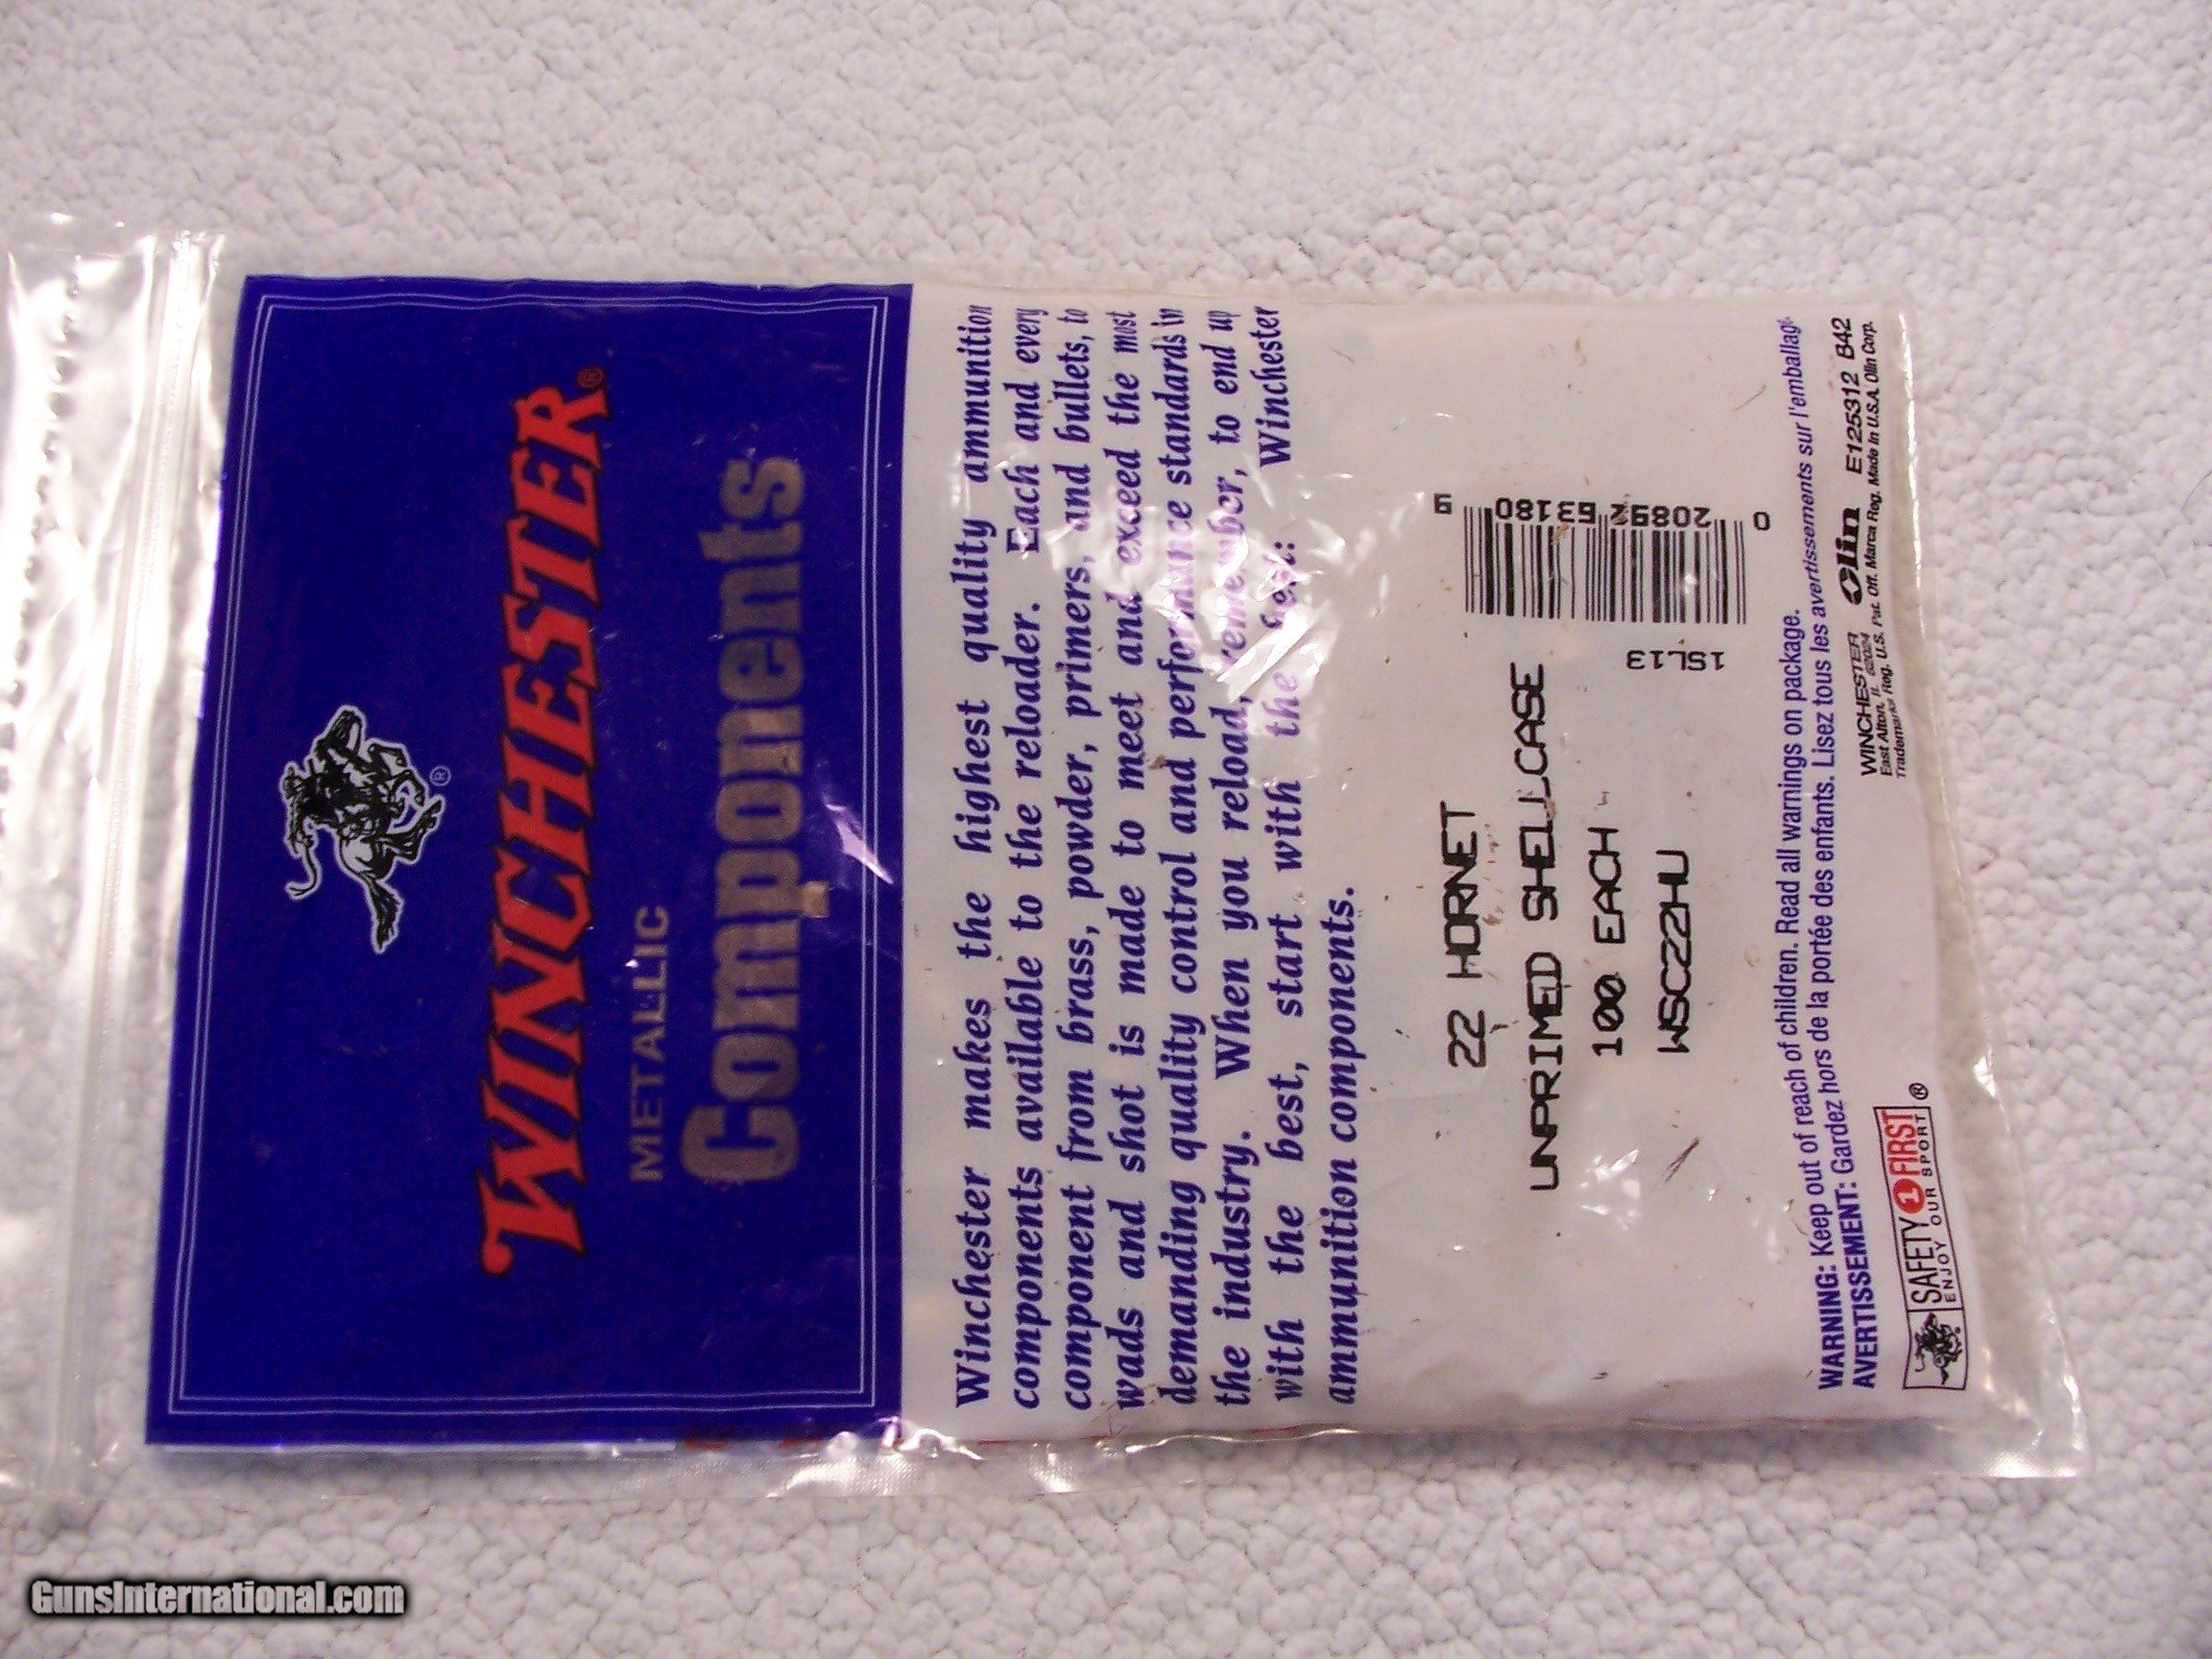 WINCHESTER®
METALLIC
Components
Winchester makes the highest quality ammunition
components available to the reloader. Each and every
component from brass, powder, primers, and bullets, to
wads and shot is made to meet and exceed the most
demanding quality control and performance standards in
the industry. When you reload, remember, to end up
with the best, start with the best: Winchester
ammunition components.
22 HORNET
UNPRIMED SHELLCASE
100 EACH
WSC22HU
1SL13
0 20892 53180 5
WARNING: Keep out of reach of children. Read all warnings on package.
AVERTISSEMENT: Gardez hors de la portée des enfants. Lisez tous les avertissements sur l'emballage.
SAFETY 1 FIRST ®
ENJOY OUR SPORT
WINCHESTER Olin E125312 B42
East Alton, IL 62024 Pat. Off. Marca Reg. Made in U.S.A. Olin Corp.
Trademarks Reg. U.S.
GunsInternational.com